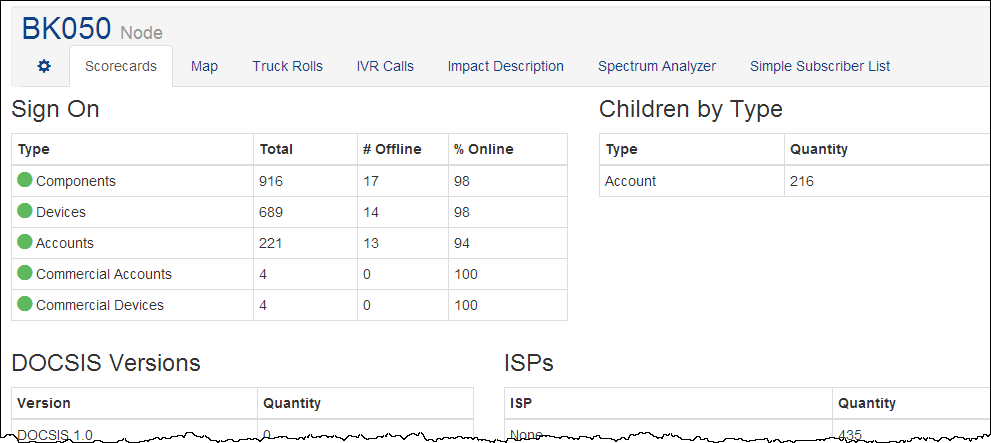 BK050 Node
Scorecards Map Truck Rolls IVR Calls Impact Description Spectrum Analyzer Simple Subscriber List
Sign On
Type Total # Offline % Online
Components 916 17 98
Devices 689 14 98
Accounts 221 13 94
Commercial Accounts 4 0 100
Commercial Devices 4 0 100
Children by Type
Type Quantity
Account 216
DOCSIS Versions
Version Quantity
DOCSIS 1.0 0
ISPs
ISP Quantity
None 435